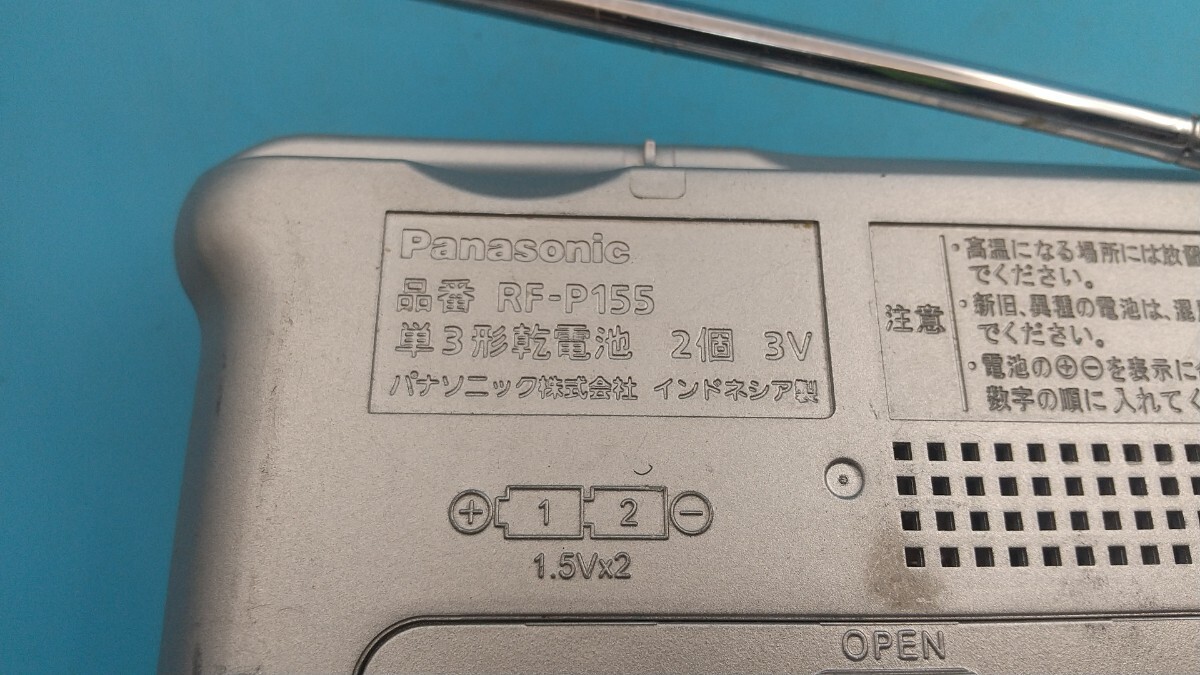 Panasonic
品番 RF-P155
単3形乾電池 2個 3V
パナソニック株式会社 インドネシア製
注意
・高温になる場所には放
でください。
・新旧、異種の電池は、混
でください。
・電池の⊕⊖を表示に
数字の順に入れてく
⊕ 1 2 ⊖
1.5Vx2
OPEN